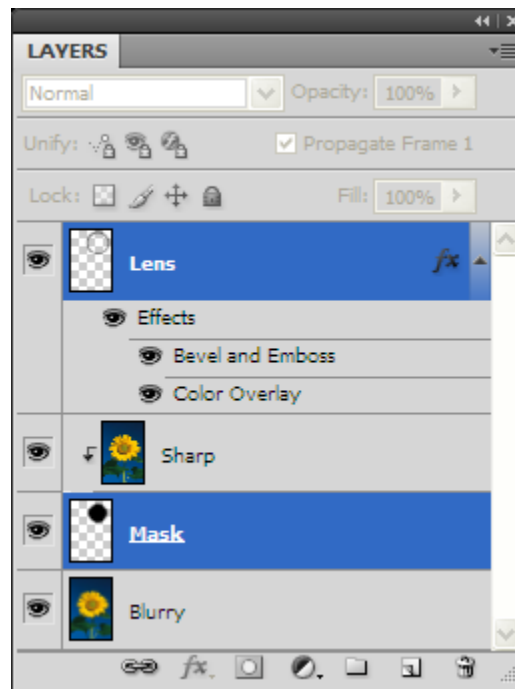 LAYERS
Normal Opacity: 100%
Unify: Propagate Frame 1
Lock: Fill: 100%
Lens fx
Effects
Bevel and Emboss
Color Overlay
Sharp
Mask
Blurry
fx.